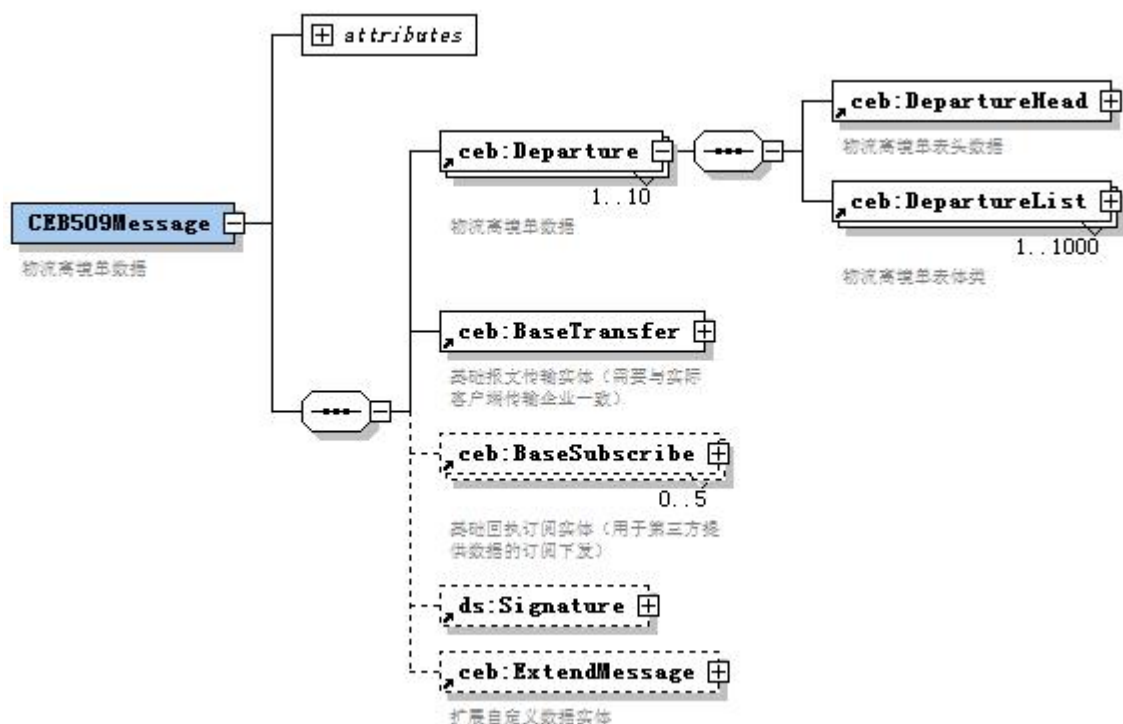 attributes
ceb:DepartureHead
物流离境单表头数据
ceb:Departure
1..10
物流离境单数据
ceb:DepartureList
1..1000
物流离境单表体类
CEB509Message
物流离境单数据
ceb:BaseTransfer
基础报文传输实体（需要与实际
客户端传输企业一致）
ceb:BaseSubscribe
0..5
基础回执订阅实体（用于第三方提
供数据的订阅下发）
ds:Signature
ceb:ExtendMessage
扩展自定义数据实体